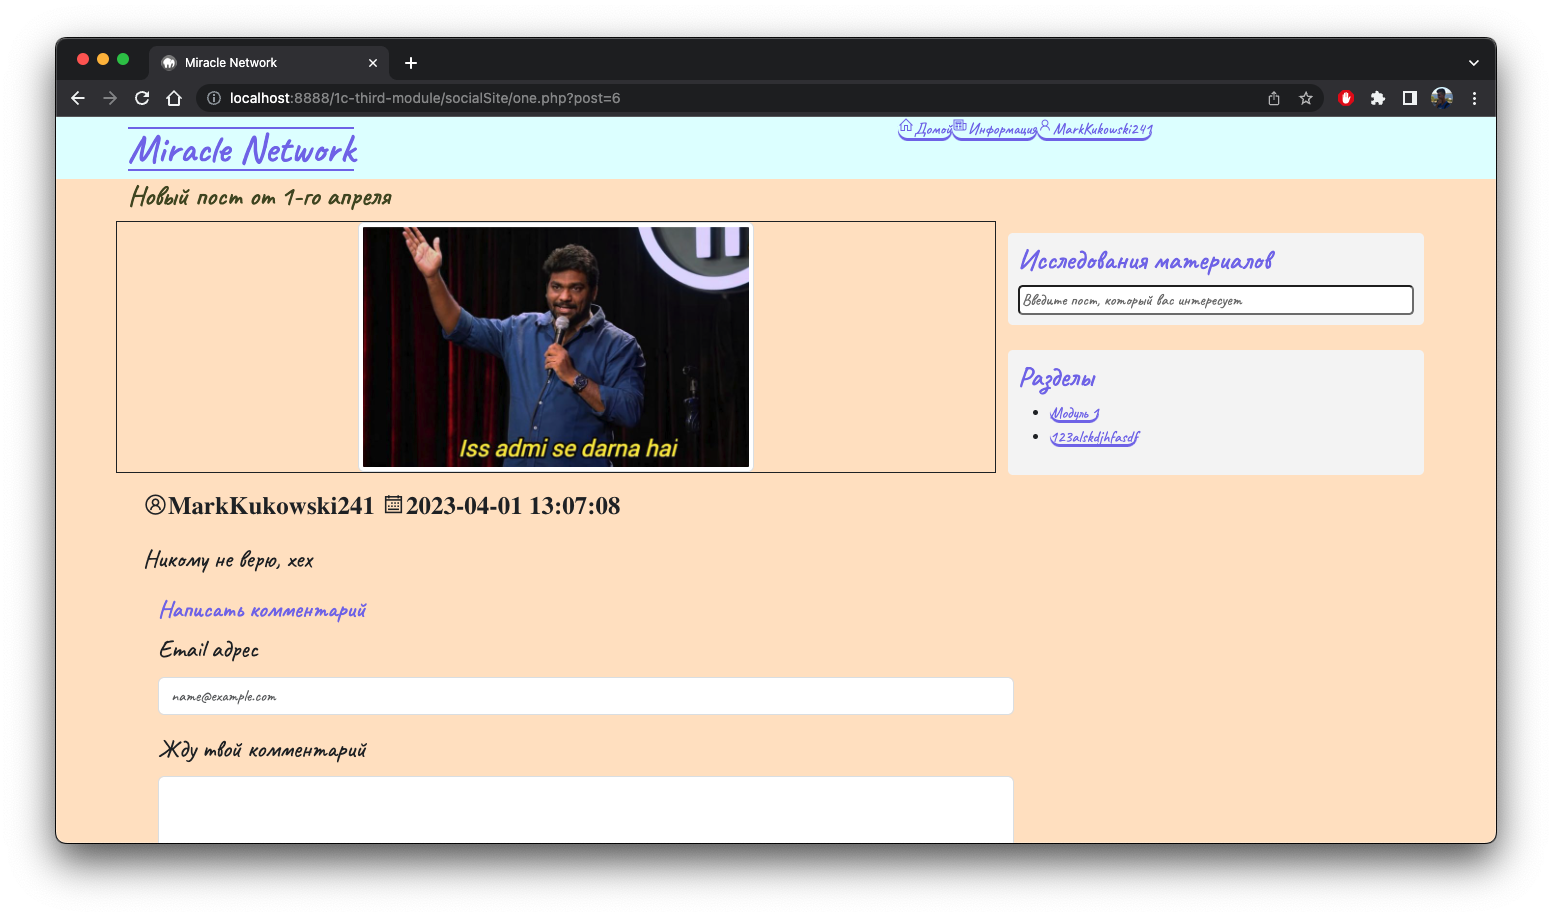 Miracle Network
localhost:8888/1c-third-module/socialSite/one.php?post=6
Miracle Network
Домой Информация MarkKukowski241
Новый пост от 1-го апреля
Iss admi se darna hai
Исследования материалов
Введите пост, который вас интересует
Разделы
Модуль 1
123alskdjhfasdf
MarkKukowski241 2023-04-01 13:07:08
Никому не верю, хех
Написать комментарий
Email адрес
name@example.com
Жду твой комментарий